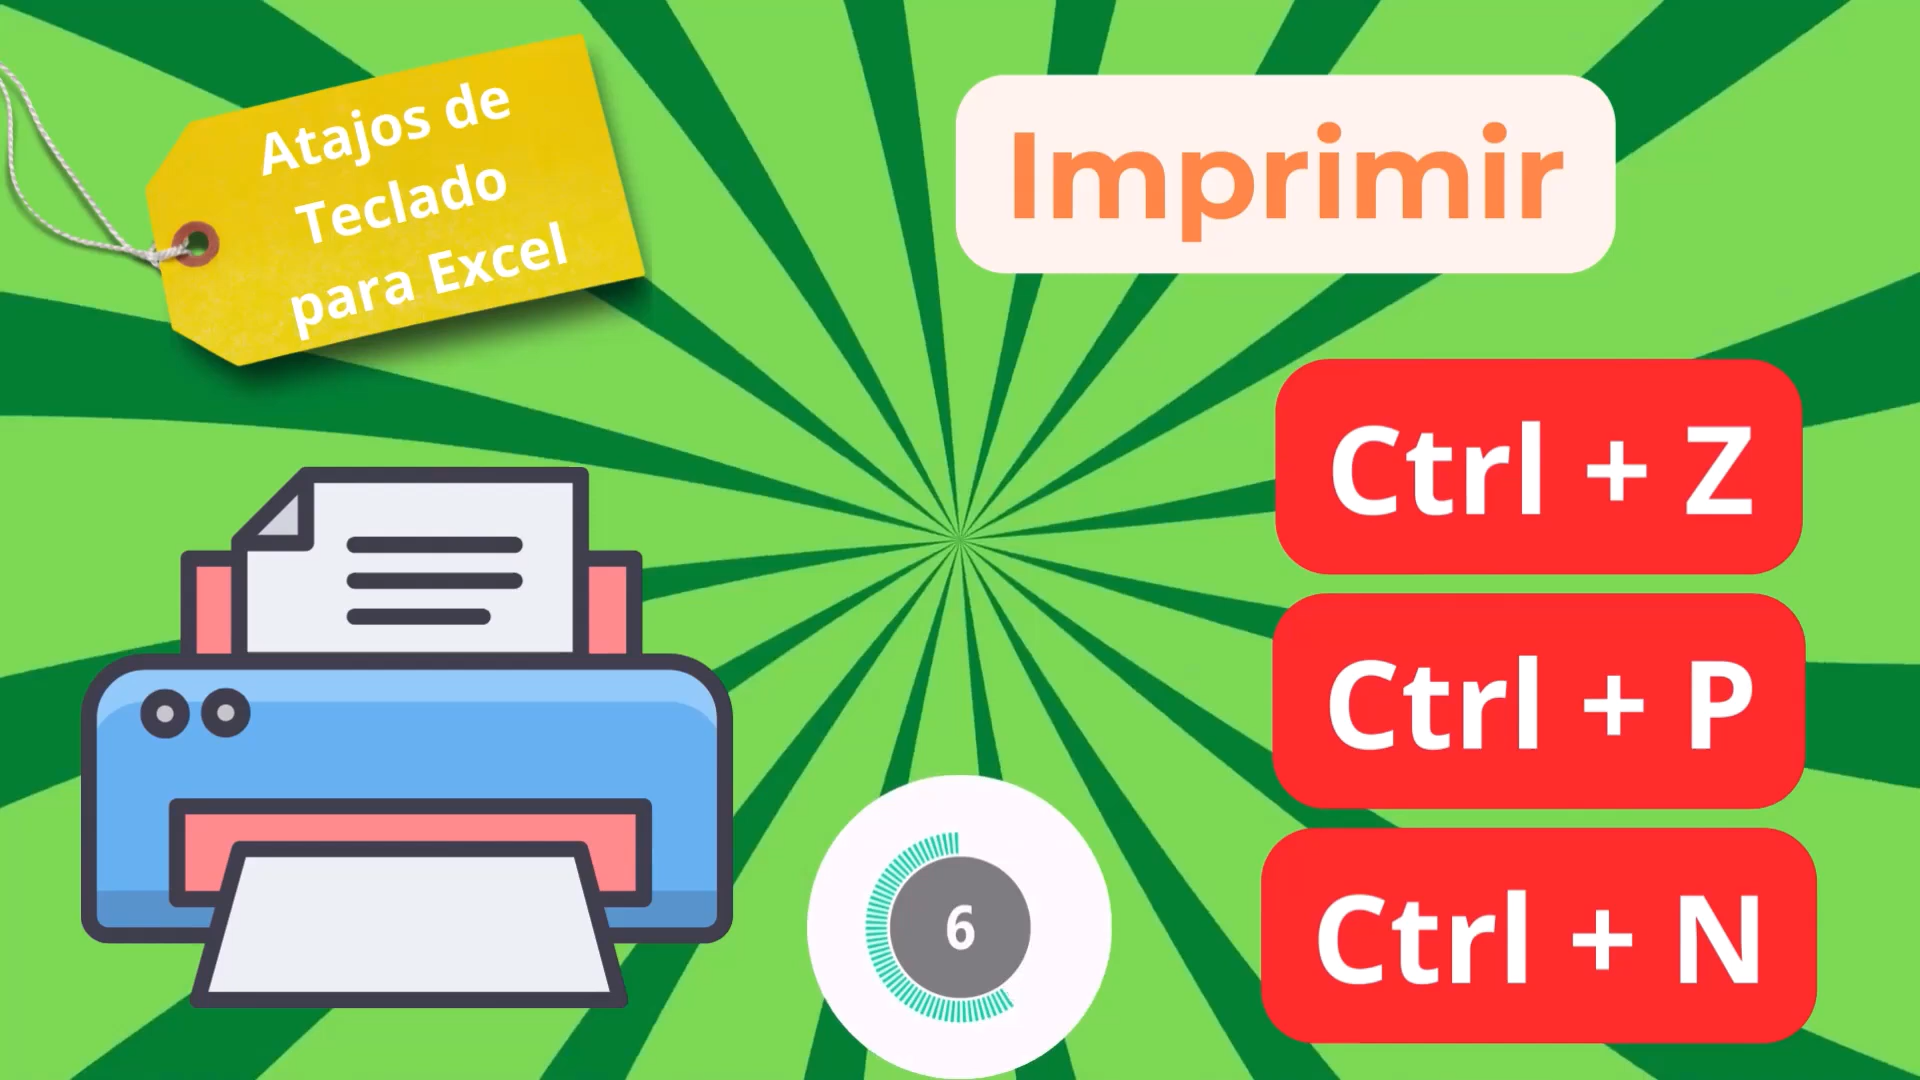 Atajos de
Teclado
para Excel
Imprimir
Ctrl + Z
Ctrl + P
Ctrl + N
6